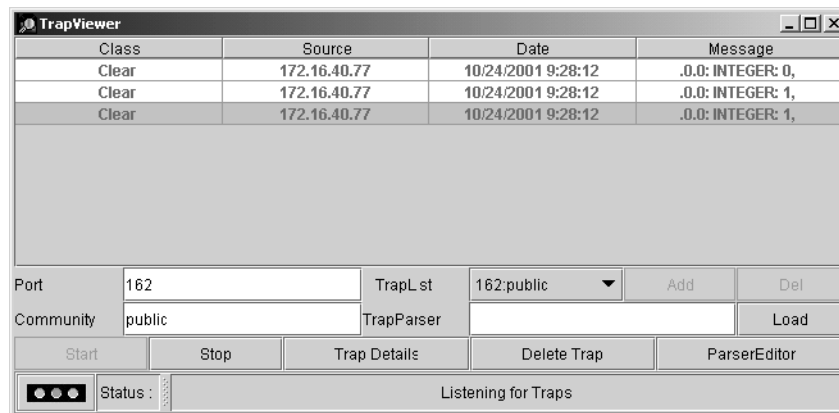 TrapViewer
Class Source Date Message
Clear 172.16.40.77 10/24/2001 9:28:12 .0.0: INTEGER: 0,
Clear 172.16.40.77 10/24/2001 9:28:12 .0.0: INTEGER: 1,
Clear 172.16.40.77 10/24/2001 9:28:12 .0.0: INTEGER: 1,
Port 162 TrapList 162:public Add Del
Community public TrapParser Load
Start Stop Trap Details Delete Trap ParserEditor
Status : Listening for Traps